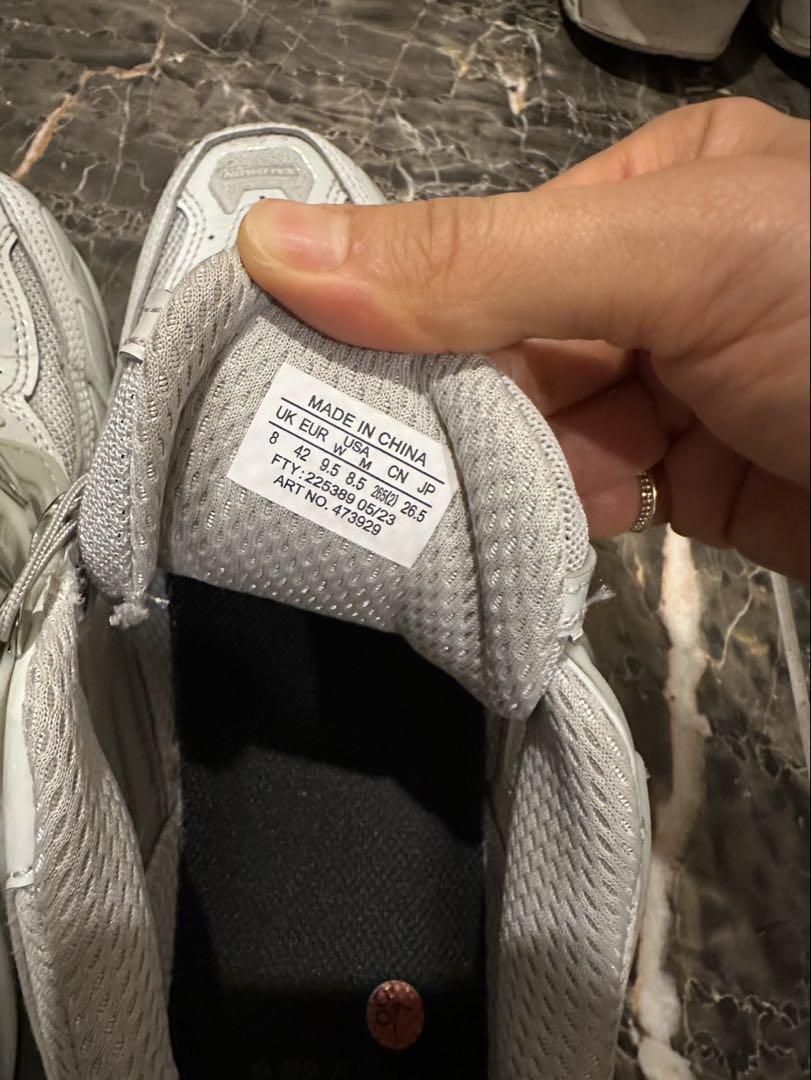 SALOMON
MADE IN CHINA
UK EUR USA CN JP
W M
8 42 9.5 8.5 265(2) 26.5
FTY: 225389 05/23
ART NO. 473929